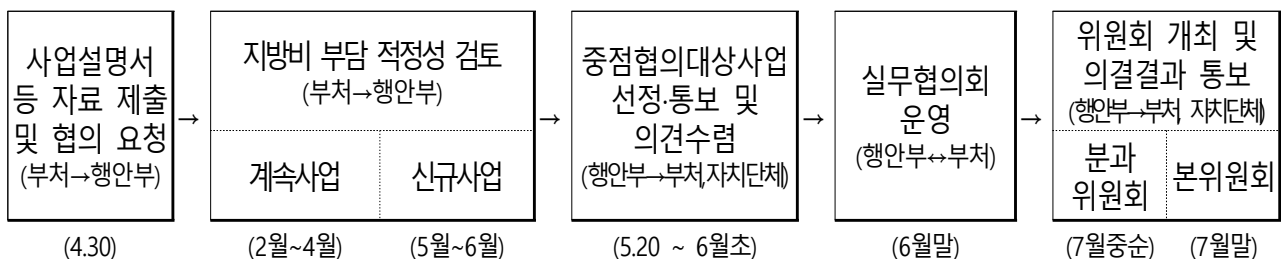 사업설명서
등 자료 제출
및 협의 요청
(부처→행안부)
→
지방비 부담 적정성 검토
(부처→행안부)
계속사업
신규사업
→
중점협의대상사업
선정·통보 및
의견수렴
(행안부→부처,자치단체)
→
실무협의회
운영
(행안부↔부처)
→
위원회 개최 및
의결결과 통보
(행안부→부처, 자치단체)
분과
위원회
본위원회
(4.30)
(2월~4월)
(5월~6월)
(5.20 ~ 6월초)
(6월말)
(7월중순)
(7월말)